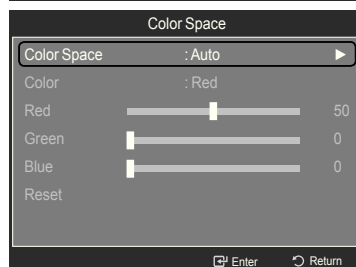 Color Space
Color Space : Auto ►
Color : Red
Red 50
Green 0
Blue 0
Reset
Enter Return